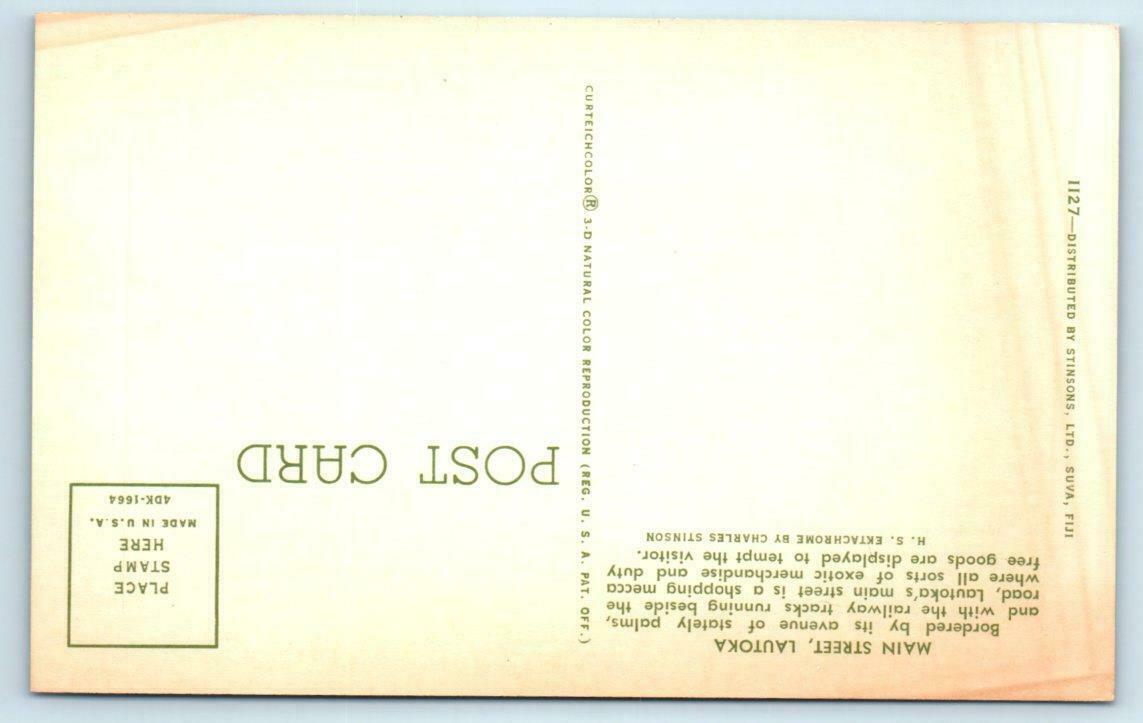 MAIN STREET, LAUTOKA
Bordered by its avenue of stately palms,
and with the railway tracks running beside the
road, Lautoka's main street is a shopping mecca
where all sorts of exotic merchandise and duty
free goods are displayed to tempt the visitor.
H. S. EKTACHROME BY CHARLES STINSON
1127—DISTRIBUTED BY STINSONS, LTD., SUVA, FIJI
CURTEICHCOLOR® 3-D NATURAL COLOR REPRODUCTION (REG. U. S. A. PAT. OFF.)
POST CARD
PLACE
STAMP
HERE
MADE IN U.S.A.
4DK-1664